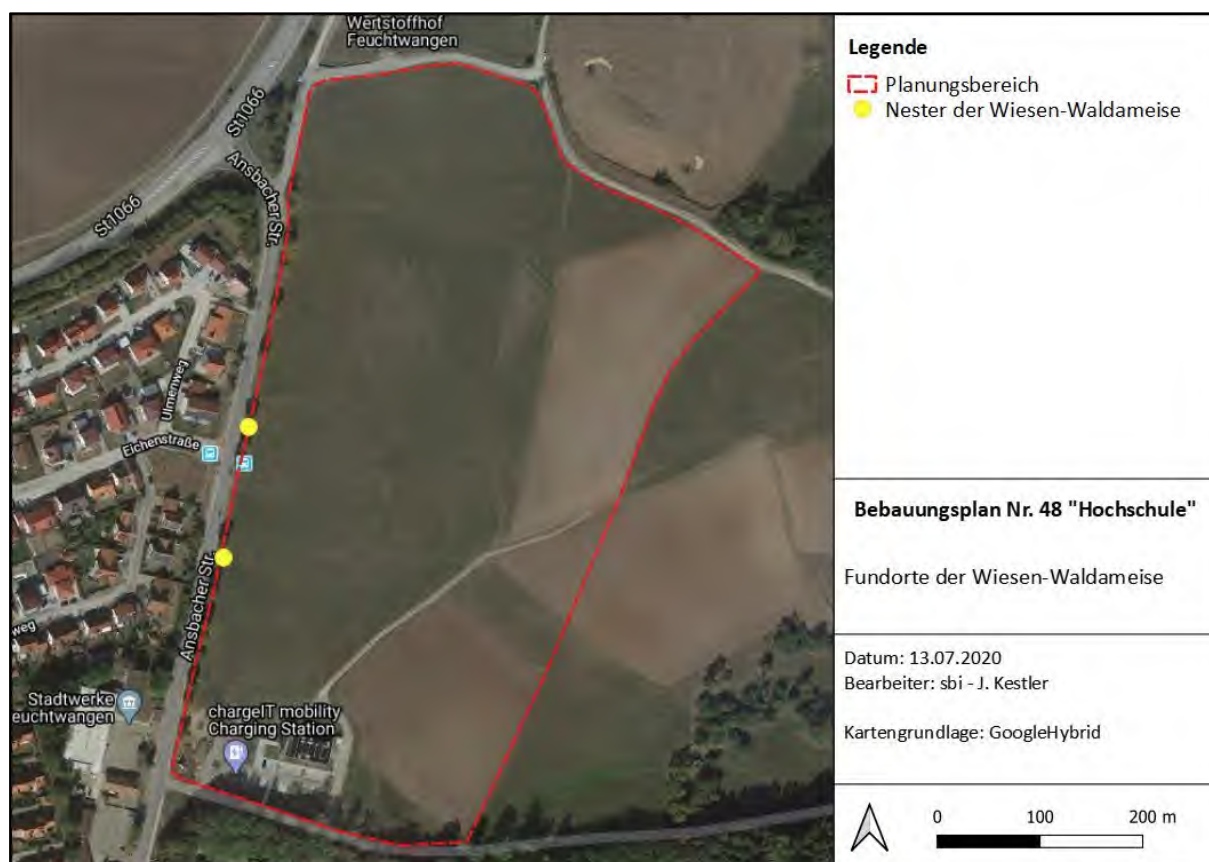 Wertstoffhof
Feuchtwangen
St1066
Ansbacher Str.
St1066
Ulmenweg
Eichenstraße
Ansbacher Str.
weg
Stadtwerke
euchtwangen
chargeIT mobility
Charging Station
Legende
Planungsbereich
Nester der Wiesen-Waldameise
Bebauungsplan Nr. 48 "Hochschule"
Fundorte der Wiesen-Waldameise
Datum: 13.07.2020
Bearbeiter: sbi - J. Kestler
Kartengrundlage: GoogleHybrid
0 100 200 m